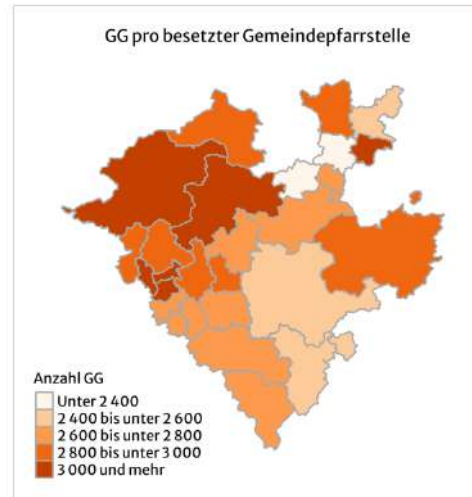 GG pro besetzter Gemeindepfarrstelle
Anzahl GG
Unter 2 400
2 400 bis unter 2 600
2 600 bis unter 2 800
2 800 bis unter 3 000
3 000 und mehr